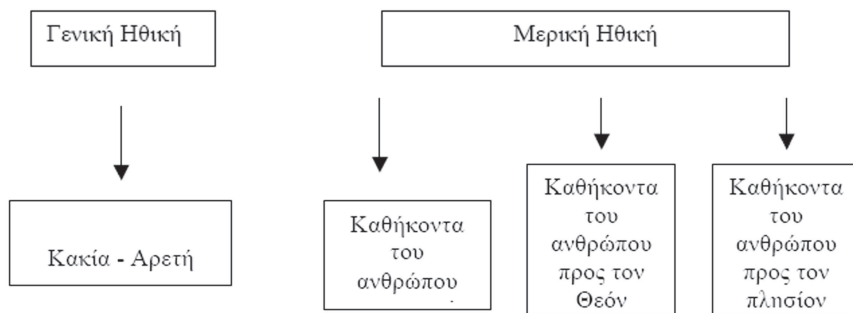 Γενική Ηθική
Μερική Ηθική
Κακία - Αρετή
Καθήκοντα
του
ανθρώπου
Καθήκοντα
του
ανθρώπου
προς τον
Θεόν
Καθήκοντα
του
ανθρώπου
προς τον
πλησίον